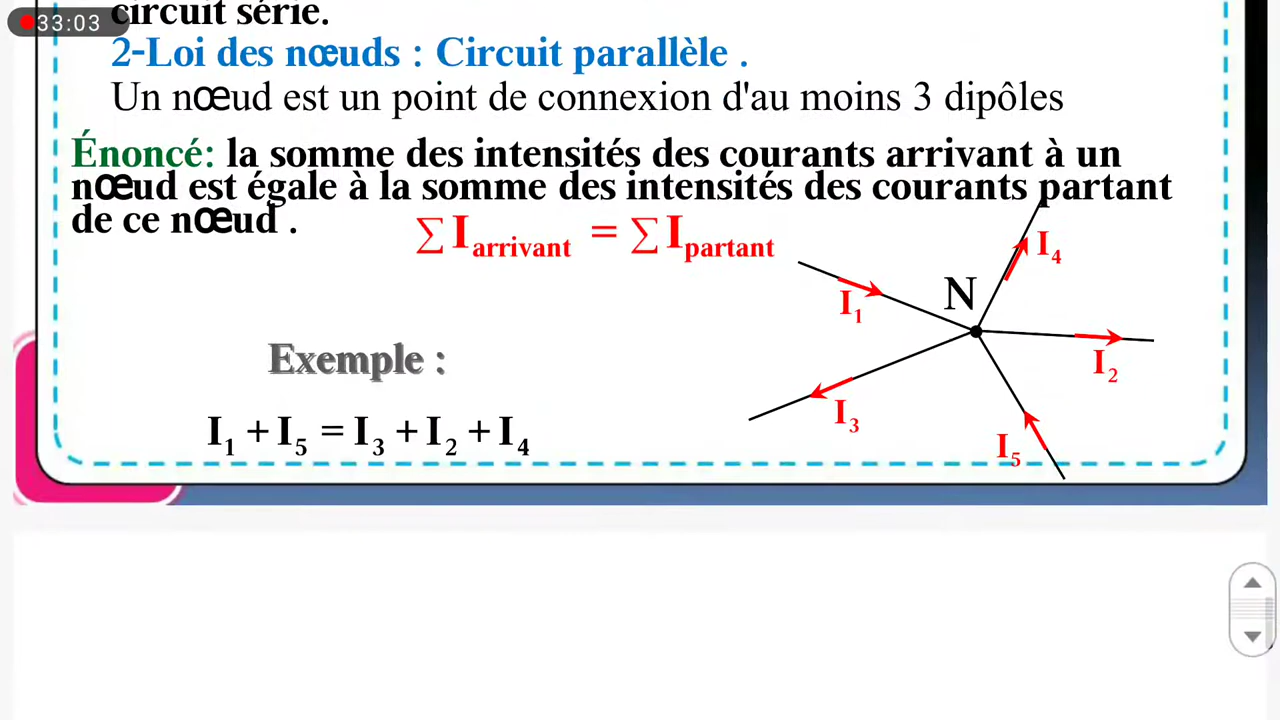 33:03
circuit série.
2-Loi des nœuds : Circuit parallèle .
Un nœud est un point de connexion d'au moins 3 dipôles
Énoncé: la somme des intensités des courants arrivant à un
nœud est égale à la somme des intensités des courants partant
de ce nœud .
∑I arrivant = ∑I partant
I4
N
I1
I2
I3
I5
Exemple :
I1 + I5 = I3 + I2 + I4